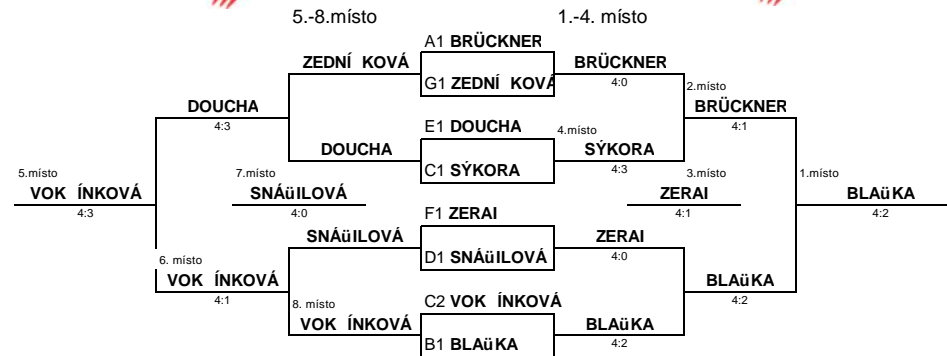 5.-8.místo 1.-4. místo
A1 BRÜCKNER
ZEDNÍ KOVÁ BRÜCKNER
G1 ZEDNÍ KOVÁ 4:0 2.místo
DOUCHA BRÜCKNER
4:3 E1 DOUCHA 4.místo 4:1
DOUCHA SÝKORA
C1 SÝKORA 4:3
5.místo 7.místo 3.místo 1.místo
VOK ÍNKOVÁ SNÁüILOVÁ ZERAI BLAüKA
4:3 4:0 4:1 4:2
F1 ZERAI
SNÁüILOVÁ ZERAI
D1 SNÁüILOVÁ 4:0
6. místo
VOK ÍNKOVÁ BLAüKA
4:1 8. místo C2 VOK ÍNKOVÁ 4:2
VOK ÍNKOVÁ BLAüKA
B1 BLAüKA 4:2